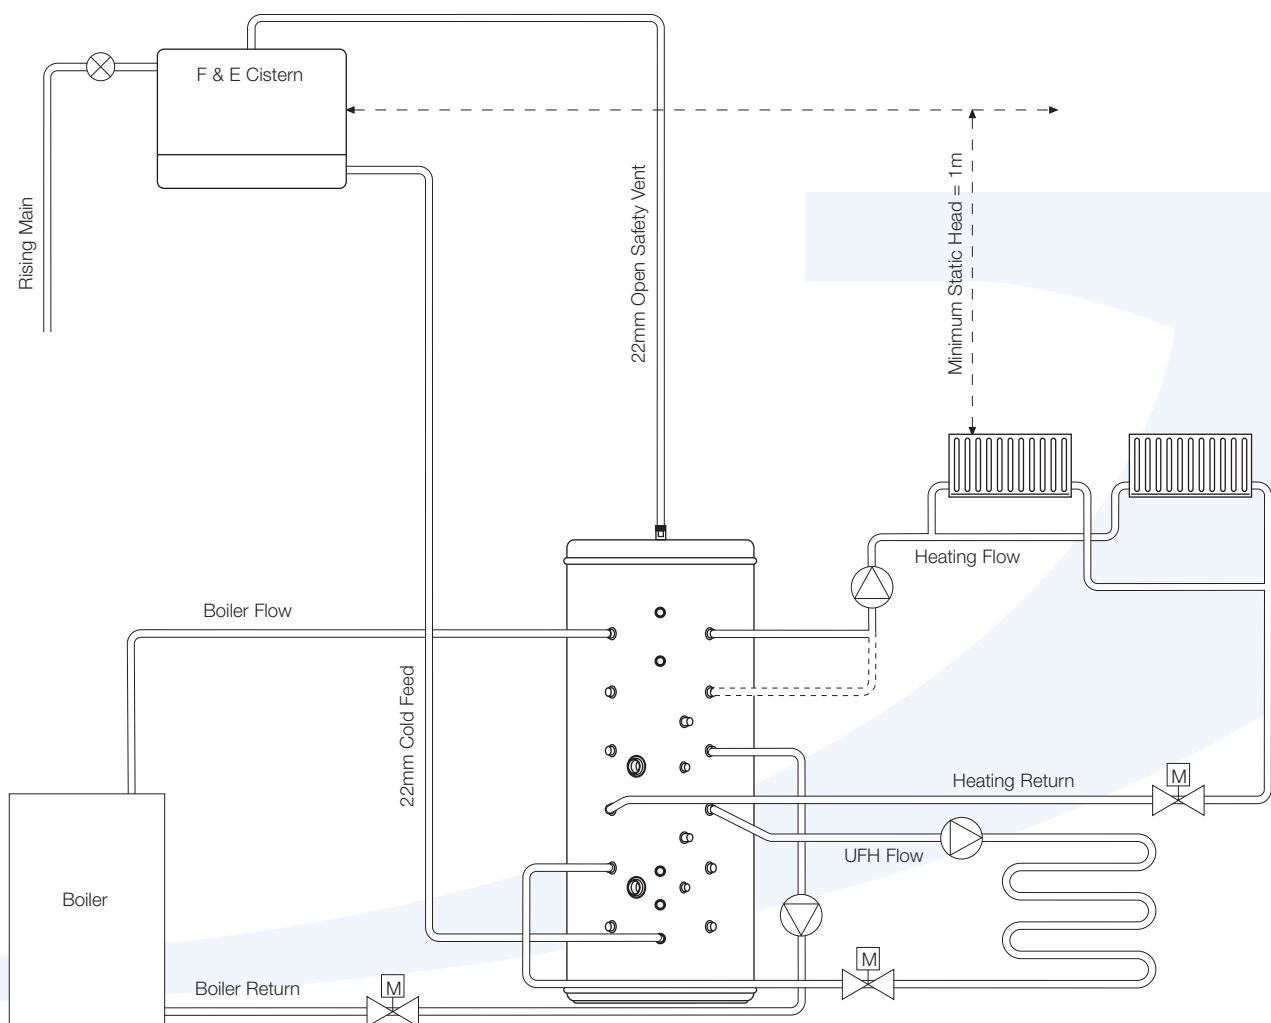 F & E Cistern
Rising Main
22mm Open Safety Vent
Minimum Static Head = 1m
Heating Flow
Boiler Flow
22mm Cold Feed
Heating Return
M
UFH Flow
Boiler
M
Boiler Return
M